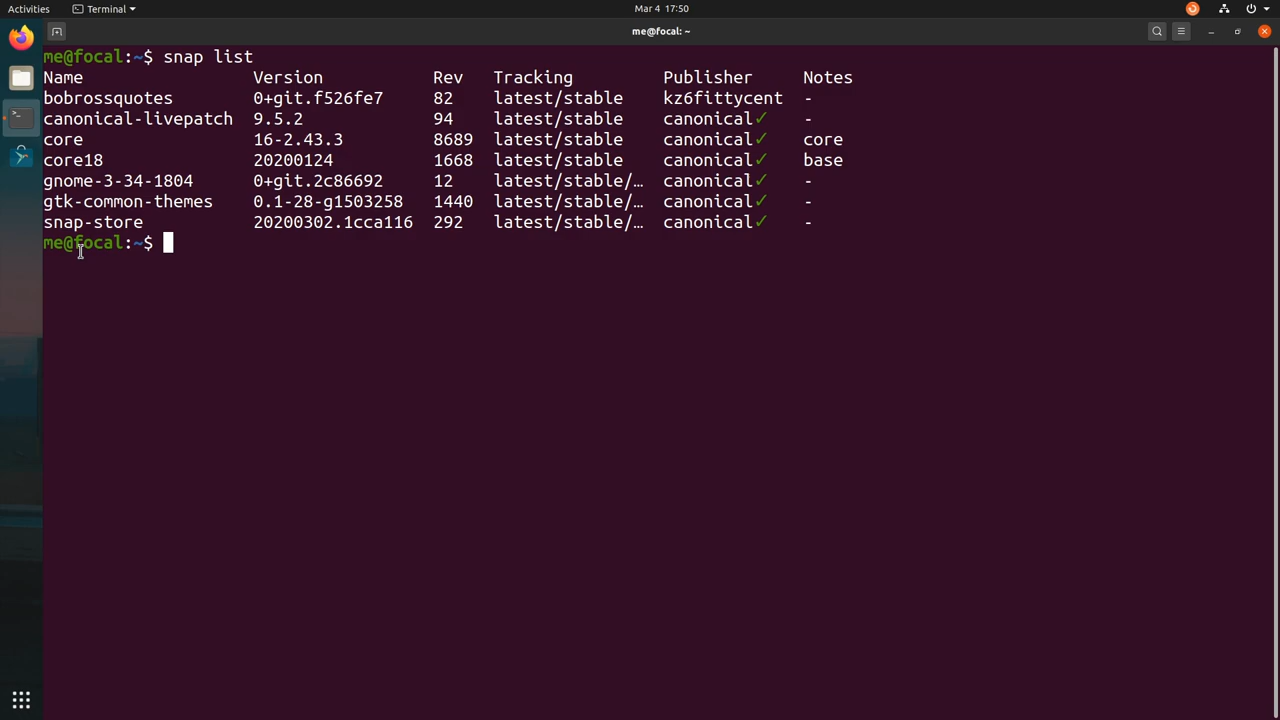 Activities Terminal Mar 4 17:50
me@focal: ~
me@focal:~$ snap list
Name Version Rev Tracking Publisher Notes
bobrossquotes 0+git.f526fe7 82 latest/stable kz6fittycent -
canonical-livepatch 9.5.2 94 latest/stable canonical✓ -
core 16-2.43.3 8689 latest/stable canonical✓ core
core18 20200124 1668 latest/stable canonical✓ base
gnome-3-34-1804 0+git.2c86692 12 latest/stable/… canonical✓ -
gtk-common-themes 0.1-28-g1503258 1440 latest/stable/… canonical✓ -
snap-store 20200302.1cca116 292 latest/stable/… canonical✓ -
me@focal:~$